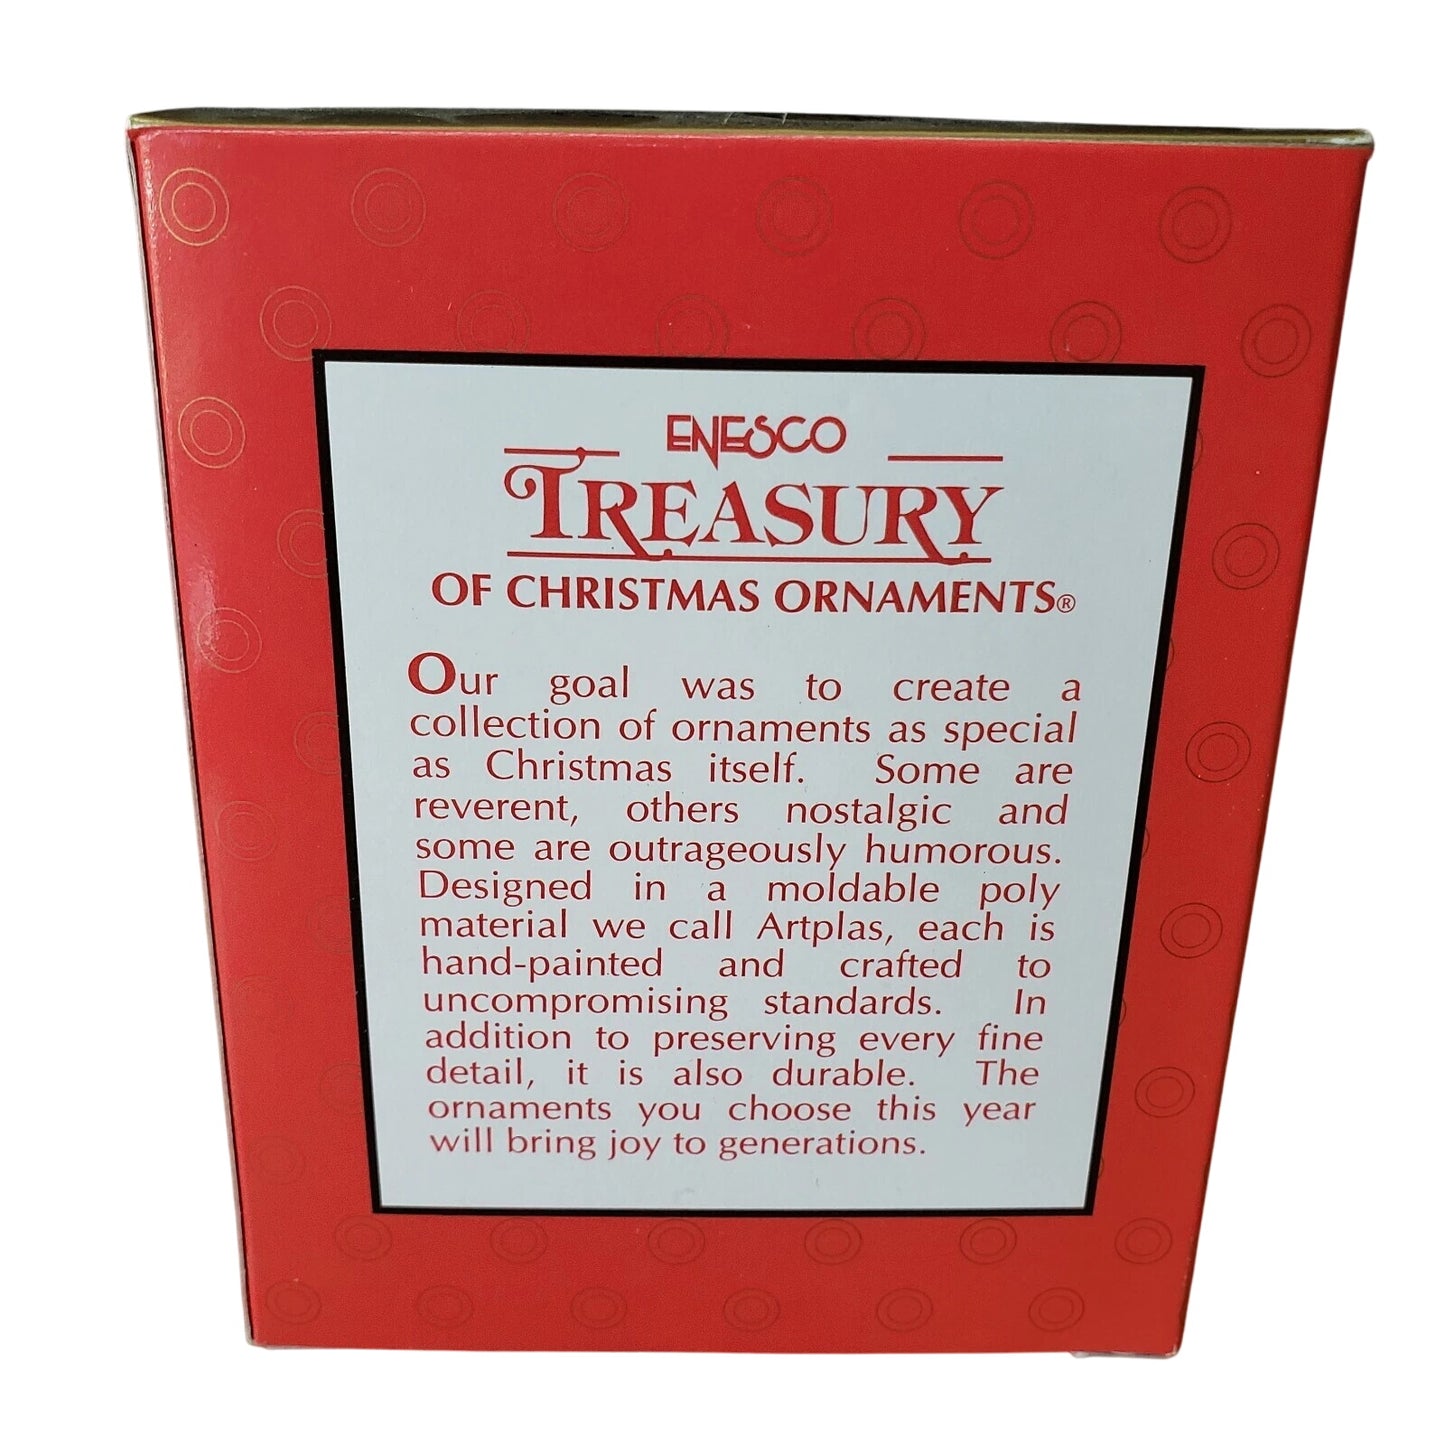 ENESCO
TREASURY
OF CHRISTMAS ORNAMENTS®
Our goal was to create a
collection of ornaments as special
as Christmas itself. Some are
reverent, others nostalgic and
some are outrageously humorous.
Designed in a moldable poly
material we call Artplas, each is
hand-painted and crafted to
uncompromising standards. In
addition to preserving every fine
detail, it is also durable. The
ornaments you choose this year
will bring joy to generations.